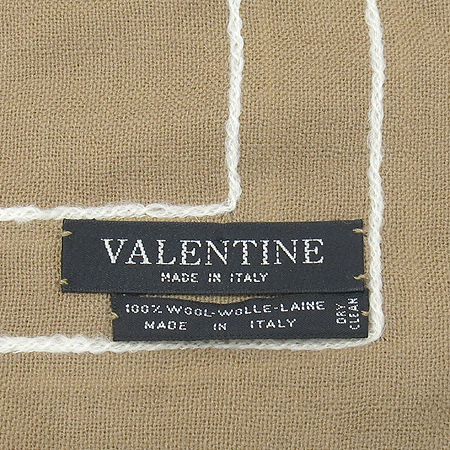 VALENTINE
MADE IN ITALY
100% WOOL-WOLLE-LAINE
MADE IN ITALY
DRY
CLEAN